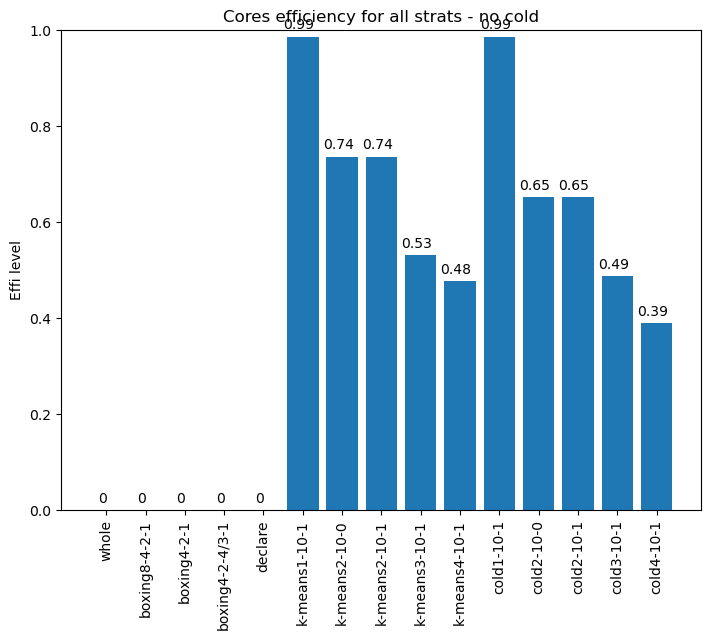 Cores efficiency for all strats - no cold
Effi level
1.0
0.8
0.6
0.4
0.2
0.0
0
0
0
0
0
0.99
0.74
0.74
0.53
0.48
0.99
0.65
0.65
0.49
0.39
whole
boxing8-4-2-1
boxing4-2-1
boxing4-2-4/3-1
declare
k-means1-10-1
k-means2-10-0
k-means2-10-1
k-means3-10-1
k-means4-10-1
cold1-10-1
cold2-10-0
cold2-10-1
cold3-10-1
cold4-10-1